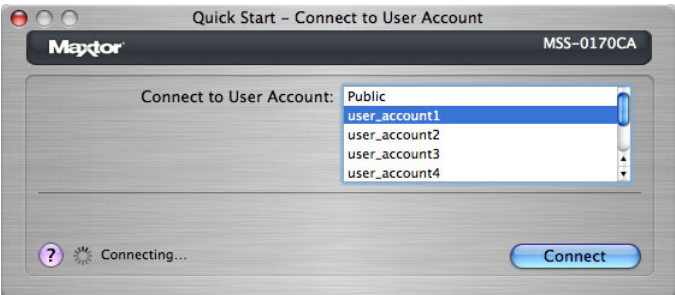 Quick Start – Connect to User Account
Maxtor MSS-0170CA
Connect to User Account:
Public
user_account1
user_account2
user_account3
user_account4
? Connecting...
Connect